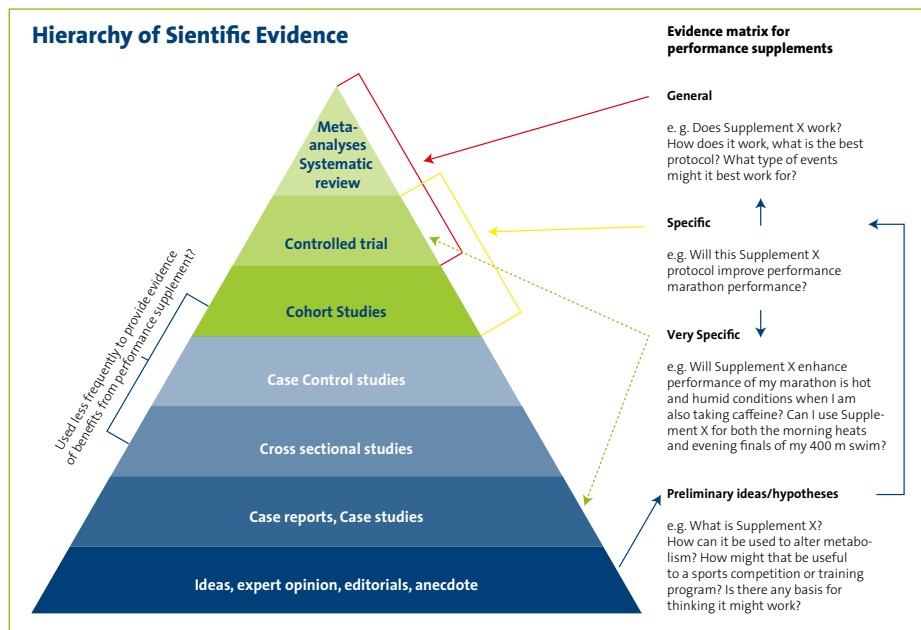 Hierarchy of Sientific Evidence
Meta-
analyses
Systematic
review
Controlled trial
Cohort Studies
Case Control studies
Cross sectional studies
Case reports, Case studies
Ideas, expert opinion, editorials, anecdote
Used less frequently to provide evidence
of benefits from performance supplement?
Evidence matrix for
performance supplements
General
e. g. Does Supplement X work?
How does it work, what is the best
protocol? What type of events
might it best work for?
Specific
e.g. Will this Supplement X
protocol improve performance
marathon performance?
Very Specific
e.g. Will Supplement X enhance
performance of my marathon is hot
and humid conditions when I am
also taking caffeine? Can I use Supple-
ment X for both the morning heats
and evening finals of my 400 m swim?
Preliminary ideas/hypotheses
e.g. What is Supplement X?
How can it be used to alter metabo-
lism? How might that be useful
to a sports competition or training
program? Is there any basis for
thinking it might work?